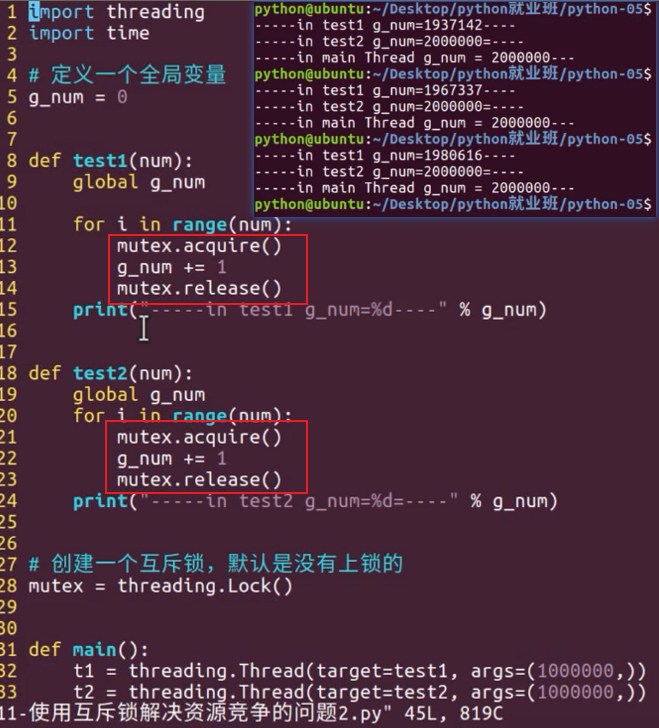 1 import threading
2 import time
3
4 # 定义一个全局变量
5 g_num = 0
6
7
8 def test1(num):
9     global g_num
10
11     for i in range(num):
12         mutex.acquire()
13         g_num += 1
14         mutex.release()
15     print("-----in test1 g_num=%d----" % g_num)
16
17
18 def test2(num):
19     global g_num
20     for i in range(num):
21         mutex.acquire()
22         g_num += 1
23         mutex.release()
24     print("-----in test2 g_num=%d=----" % g_num)
25
26
27 # 创建一个互斥锁，默认是没有上锁的
28 mutex = threading.Lock()
29
30
31 def main():
32     t1 = threading.Thread(target=test1, args=(1000000,))
33     t2 = threading.Thread(target=test2, args=(1000000,))
11-使用互斥锁解决资源竞争的问题2.py" 45L, 819C
python@ubuntu:~/Desktop/python就业班/python-05$
-----in test1 g_num=1937142----
-----in test2 g_num=2000000=----
-----in main Thread g_num = 2000000---
python@ubuntu:~/Desktop/python就业班/python-05$
-----in test1 g_num=1967337----
-----in test2 g_num=2000000=----
-----in main Thread g_num = 2000000---
python@ubuntu:~/Desktop/python就业班/python-05$
-----in test1 g_num=1980616----
-----in test2 g_num=2000000=----
-----in main Thread g_num = 2000000---
python@ubuntu:~/Desktop/python就业班/python-05$